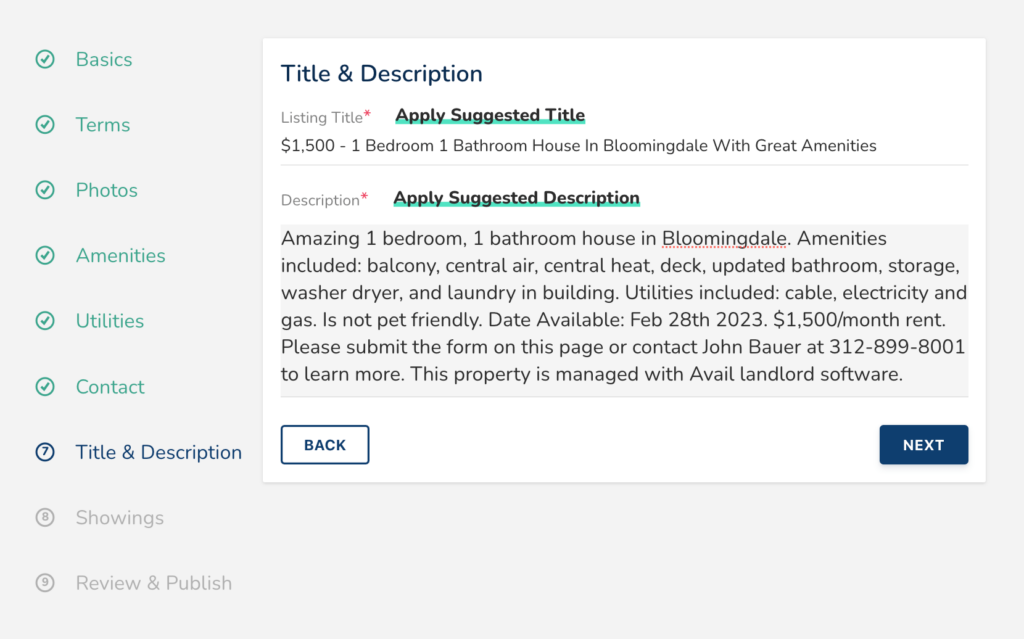 Basics
Terms
Photos
Amenities
Utilities
Contact
7 Title & Description
8 Showings
9 Review & Publish
Title & Description
Listing Title* Apply Suggested Title
$1,500 - 1 Bedroom 1 Bathroom House In Bloomingdale With Great Amenities
Description* Apply Suggested Description
Amazing 1 bedroom, 1 bathroom house in Bloomingdale. Amenities
included: balcony, central air, central heat, deck, updated bathroom, storage,
washer dryer, and laundry in building. Utilities included: cable, electricity and
gas. Is not pet friendly. Date Available: Feb 28th 2023. $1,500/month rent.
Please submit the form on this page or contact John Bauer at 312-899-8001
to learn more. This property is managed with Avail landlord software.
BACK
NEXT